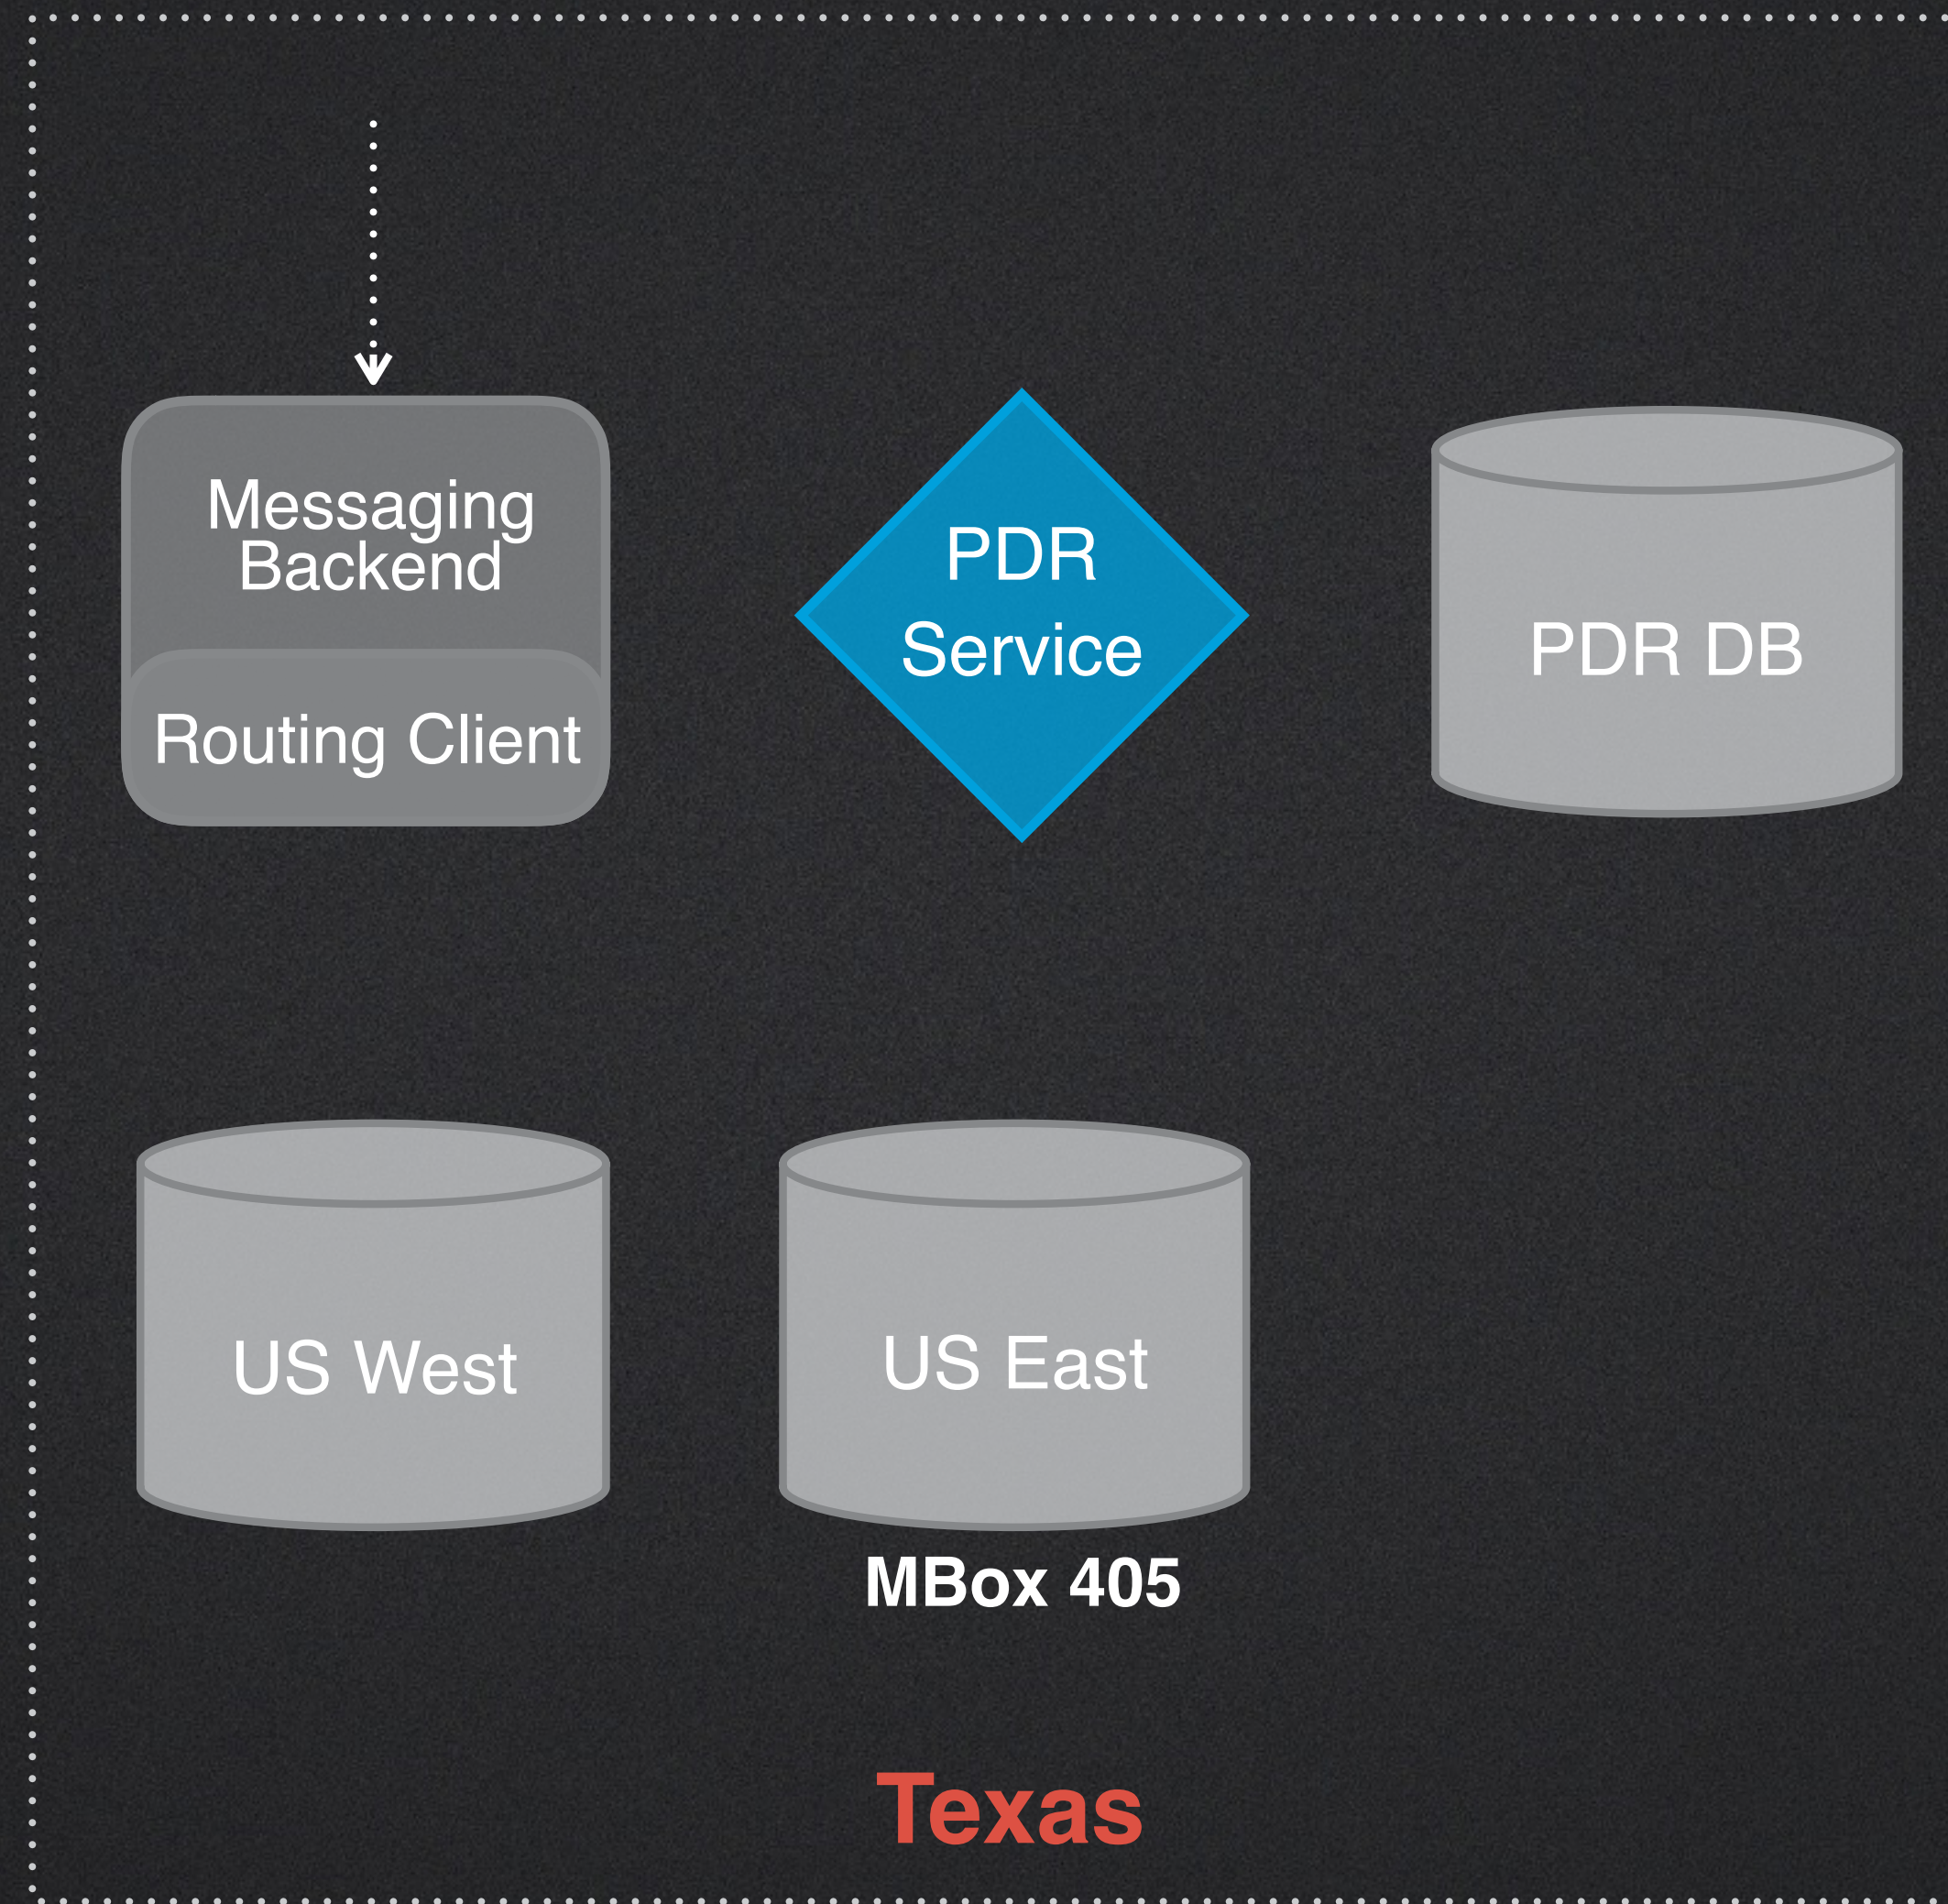 Messaging
Backend
Routing Client
PDR
Service
PDR DB
US West
US East
MBox 405
Texas